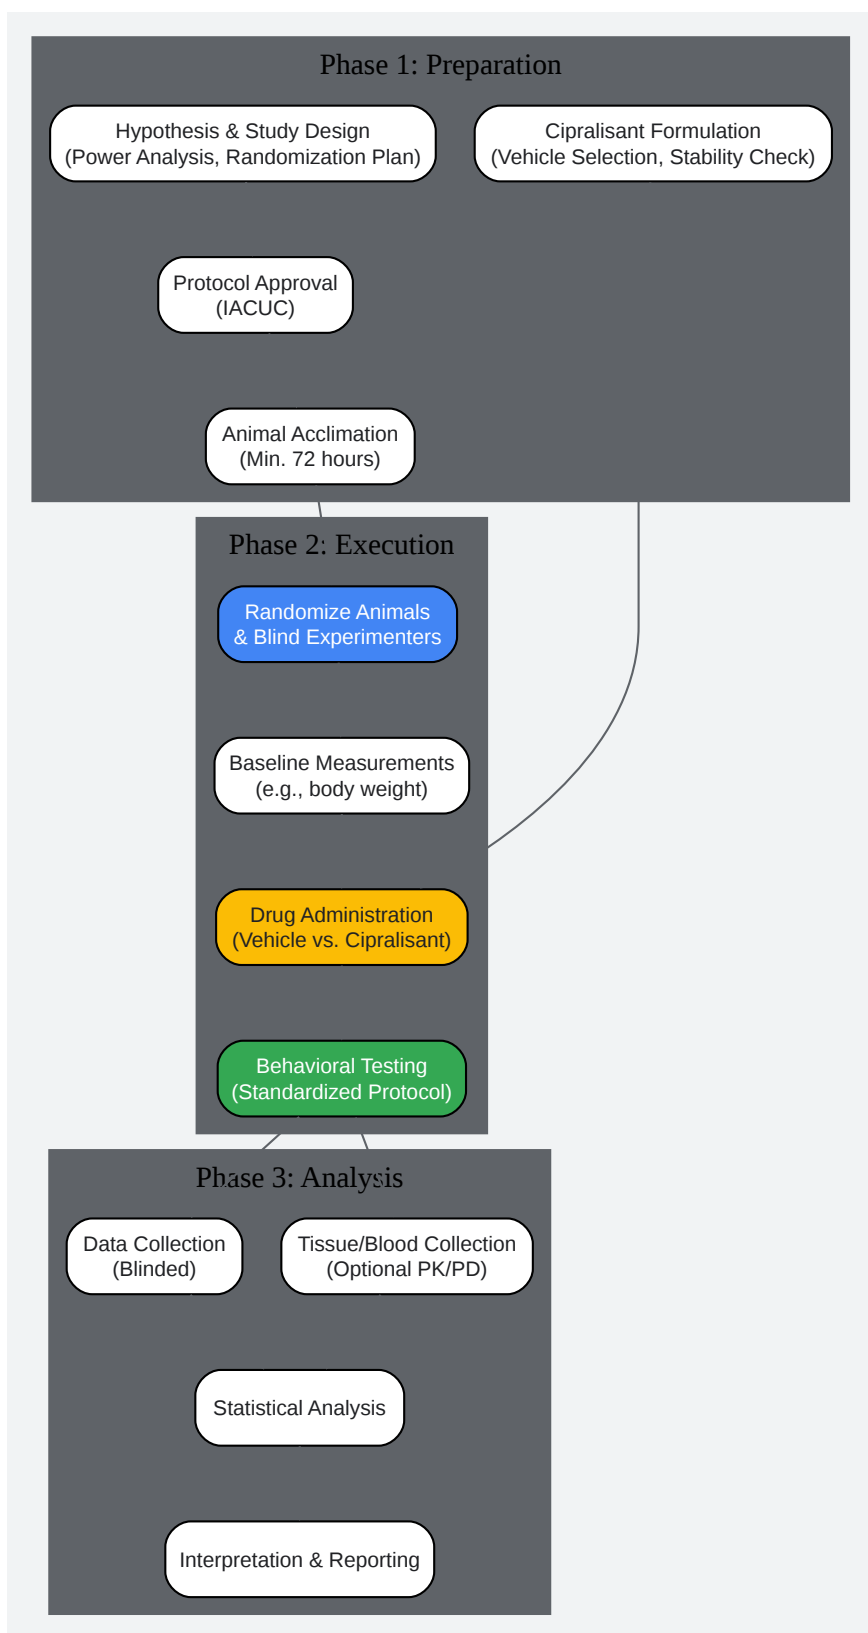 Phase 1: Preparation
Hypothesis & Study Design
(Power Analysis, Randomization Plan)
Cipralisant Formulation
(Vehicle Selection, Stability Check)
Protocol Approval
(IACUC)
Animal Acclimation
(Min. 72 hours)
Phase 2: Execution
Randomize Animals
& Blind Experimenters
Baseline Measurements
(e.g., body weight)
Drug Administration
(Vehicle vs. Cipralisant)
Behavioral Testing
(Standardized Protocol)
Phase 3: Analysis
Data Collection
(Blinded)
Tissue/Blood Collection
(Optional PK/PD)
Statistical Analysis
Interpretation & Reporting